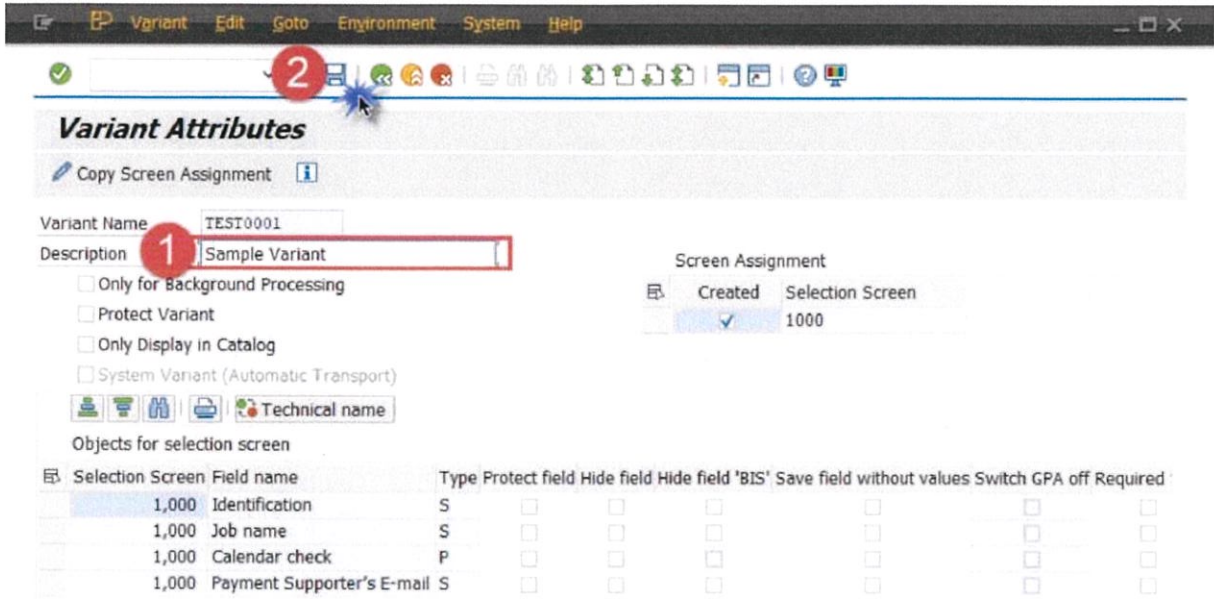 Variant Edit Goto Environment System Help
2
Variant Attributes
Copy Screen Assignment
Variant Name TEST0001
Description 1 Sample Variant
Screen Assignment
Only for Background Processing
Created Selection Screen
Protect Variant
1000
Only Display in Catalog
System Variant (Automatic Transport)
Technical name
Objects for selection screen
Selection Screen Field name Type Protect field Hide field Hide field 'BIS' Save field without values Switch GPA off Required
1,000 Identification S
1,000 Job name S
1,000 Calendar check P
1,000 Payment Supporter's E-mail S